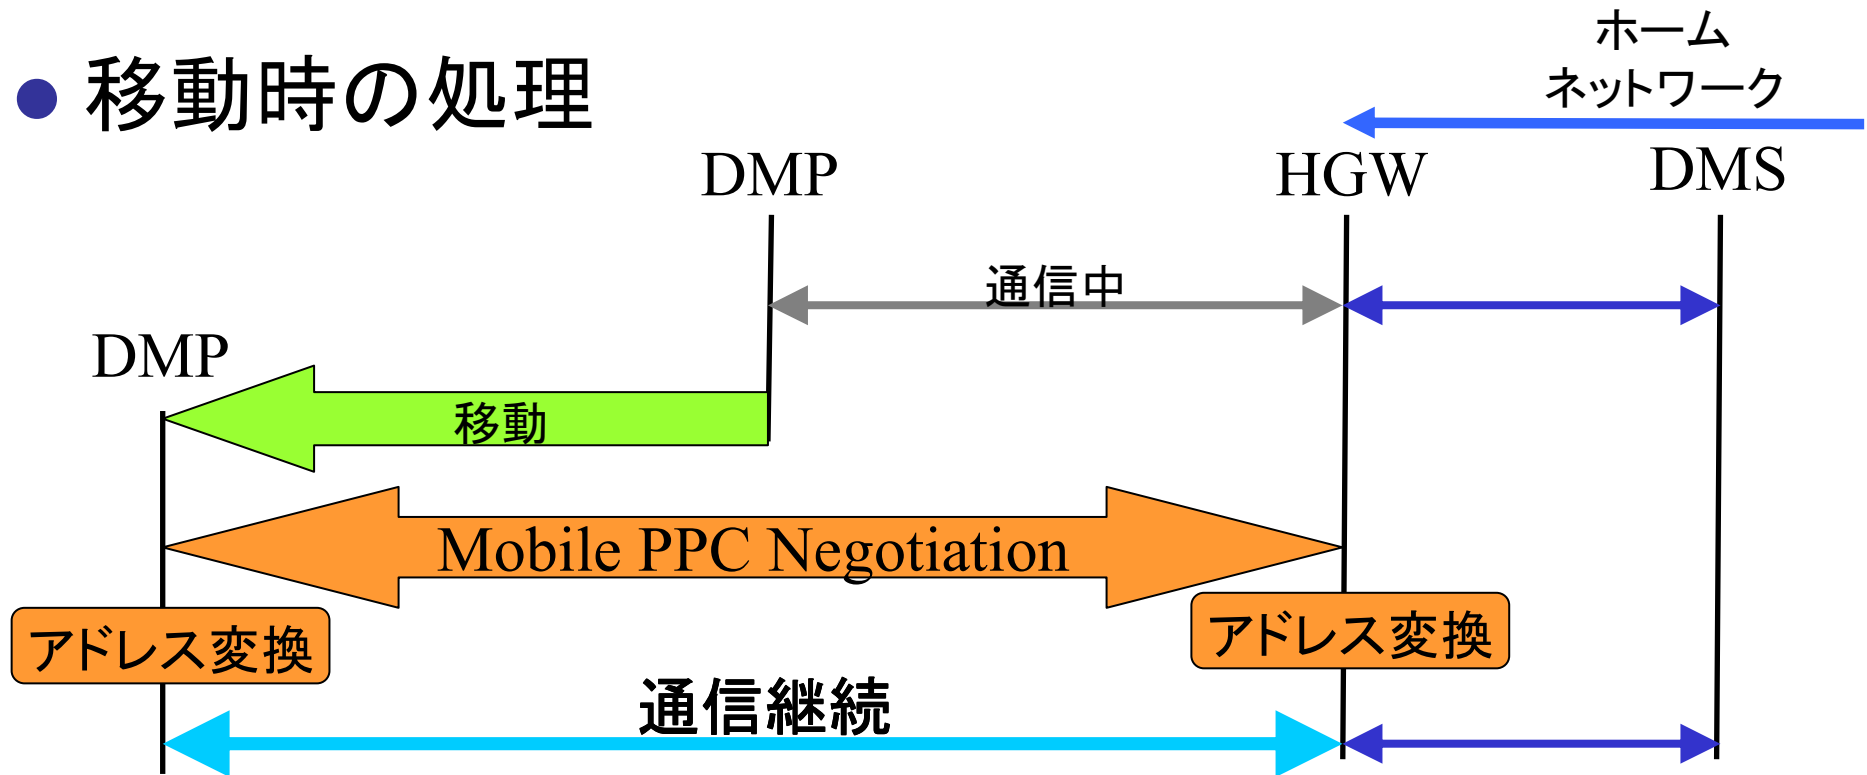 ホーム
ネットワーク
移動時の処理
DMP
HGW
DMS
通信中
DMP
移動
Mobile PPC Negotiation
アドレス変換
アドレス変換
通信継続